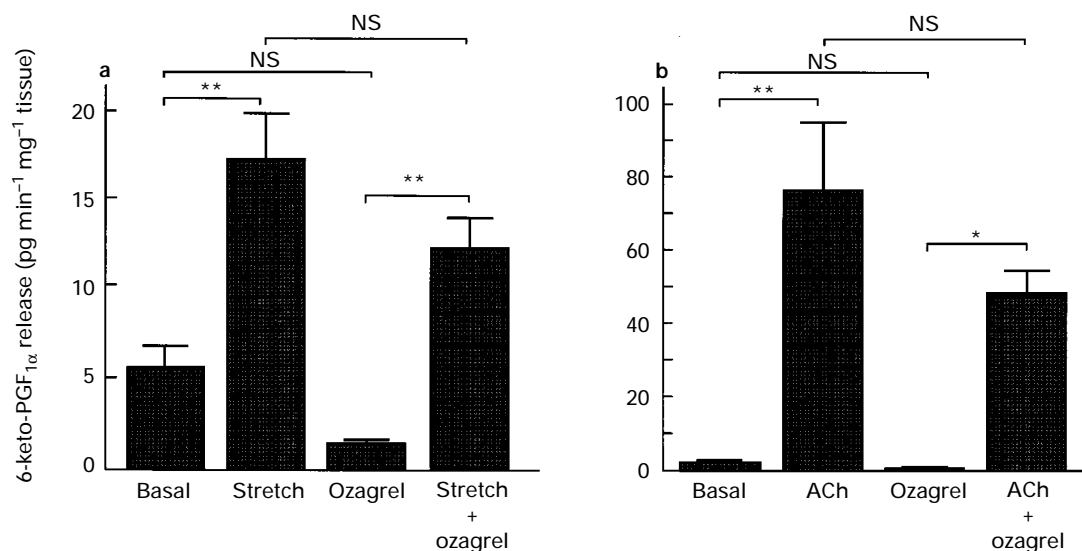 6-keto-PGF1α release (pg min−1 mg−1 tissue)
a
NS
NS
**
**
20
15
10
5
0
Basal
Stretch
Ozagrel
Stretch
+
ozagrel
b
NS
NS
**
*
100
80
60
40
20
0
Basal
ACh
Ozagrel
ACh
+
ozagrel